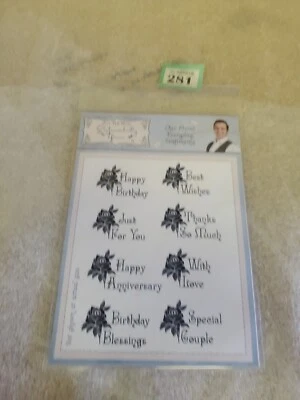 281
Happy
Birthday
Best
Wishes
Just
For You
Thanks
So Much
Happy
Anniversary
With
Love
Birthday
Blessings
Special
Couple